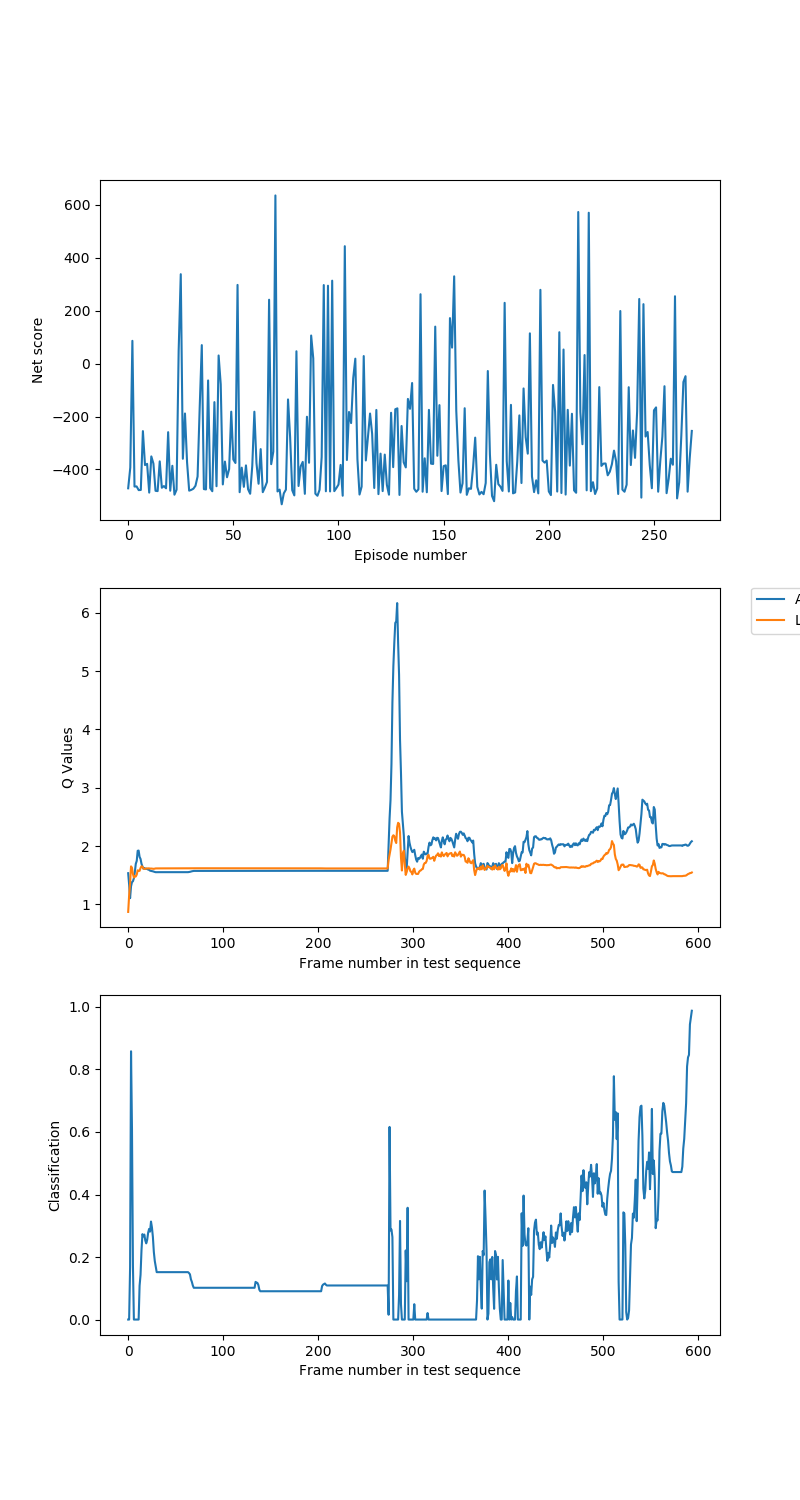 600
400
200
0
−200
−400
Net score
0 50 100 150 200 250
Episode number
6
5
4
3
2
1
Q Values
0 100 200 300 400 500 600
Frame number in test sequence
1.0
0.8
0.6
0.4
0.2
0.0
Classification
0 100 200 300 400 500 600
Frame number in test sequence